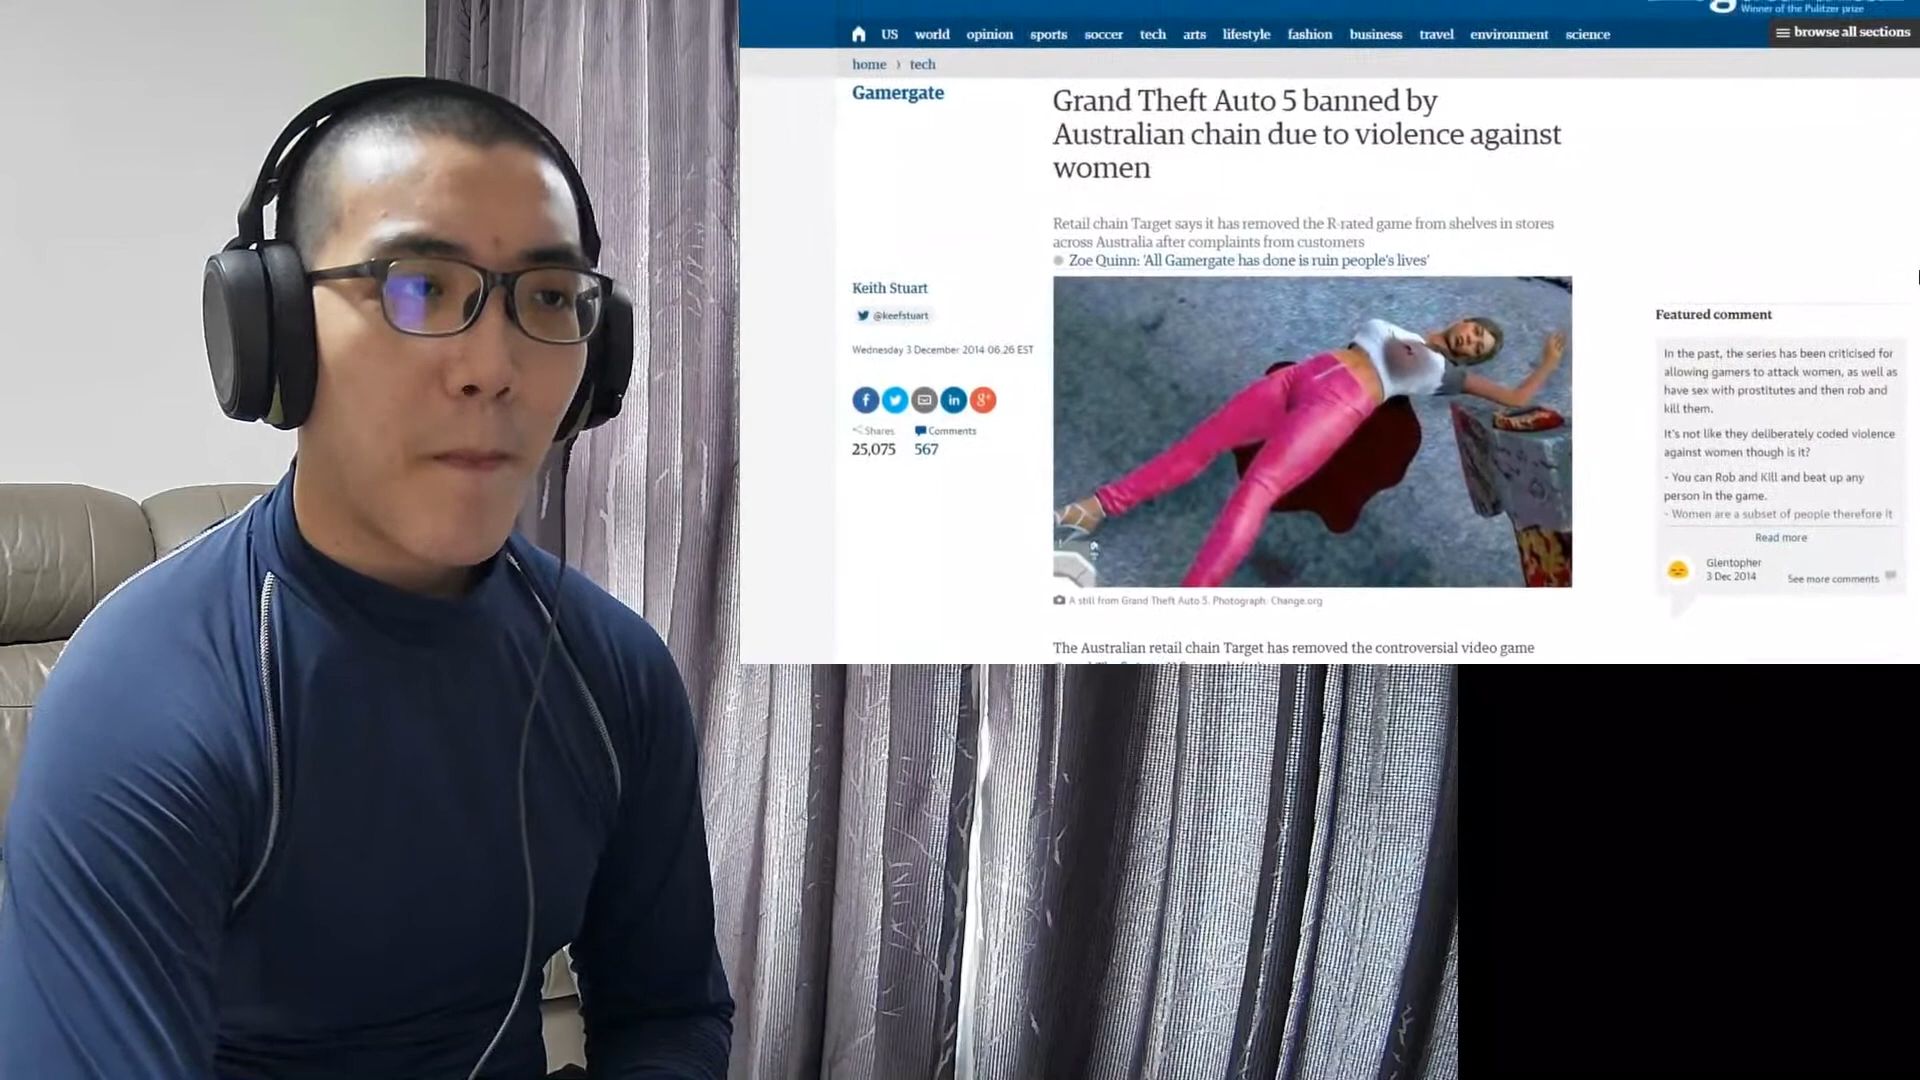 Winner of the Pulitzer prize
US world opinion sports soccer tech arts lifestyle fashion business travel environment science
browse all sections
home › tech
Gamergate
Grand Theft Auto 5 banned by
Australian chain due to violence against
women
Retail chain Target says it has removed the R-rated game from shelves in stores
across Australia after complaints from customers
Zoe Quinn: 'All Gamergate has done is ruin people's lives'
Keith Stuart
@keefstuart
Wednesday 3 December 2014 06.26 EST
Shares
25,075
Comments
567
A still from Grand Theft Auto 5. Photograph: Change.org
The Australian retail chain Target has removed the controversial video game
Featured comment
In the past, the series has been criticised for
allowing gamers to attack women, as well as
have sex with prostitutes and then rob and
kill them.
It's not like they deliberately coded violence
against women though is it?
- You can Rob and Kill and beat up any
person in the game.
- Women are a subset of people therefore it
Read more
Glentopher
3 Dec 2014
See more comments